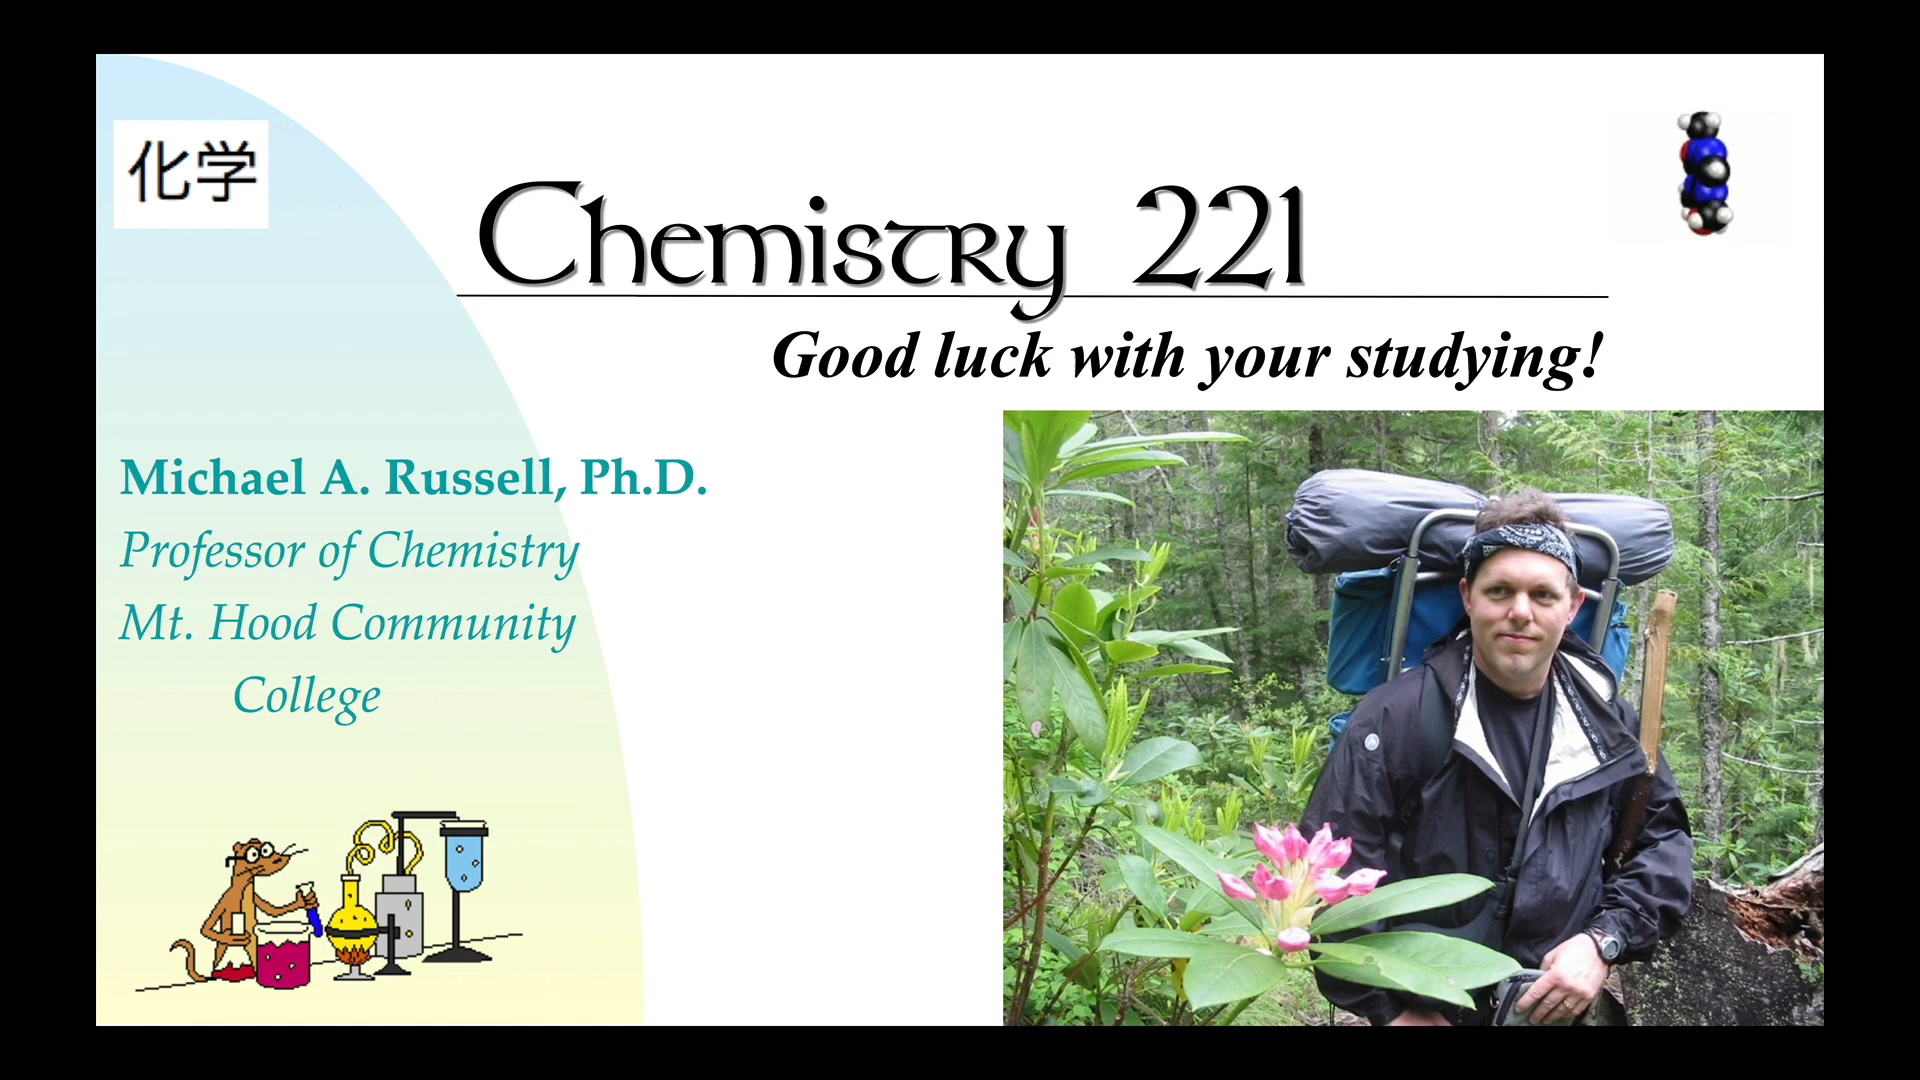 化学
Chemistry 221
Good luck with your studying!
Michael A. Russell, Ph.D.
Professor of Chemistry
Mt. Hood Community
College